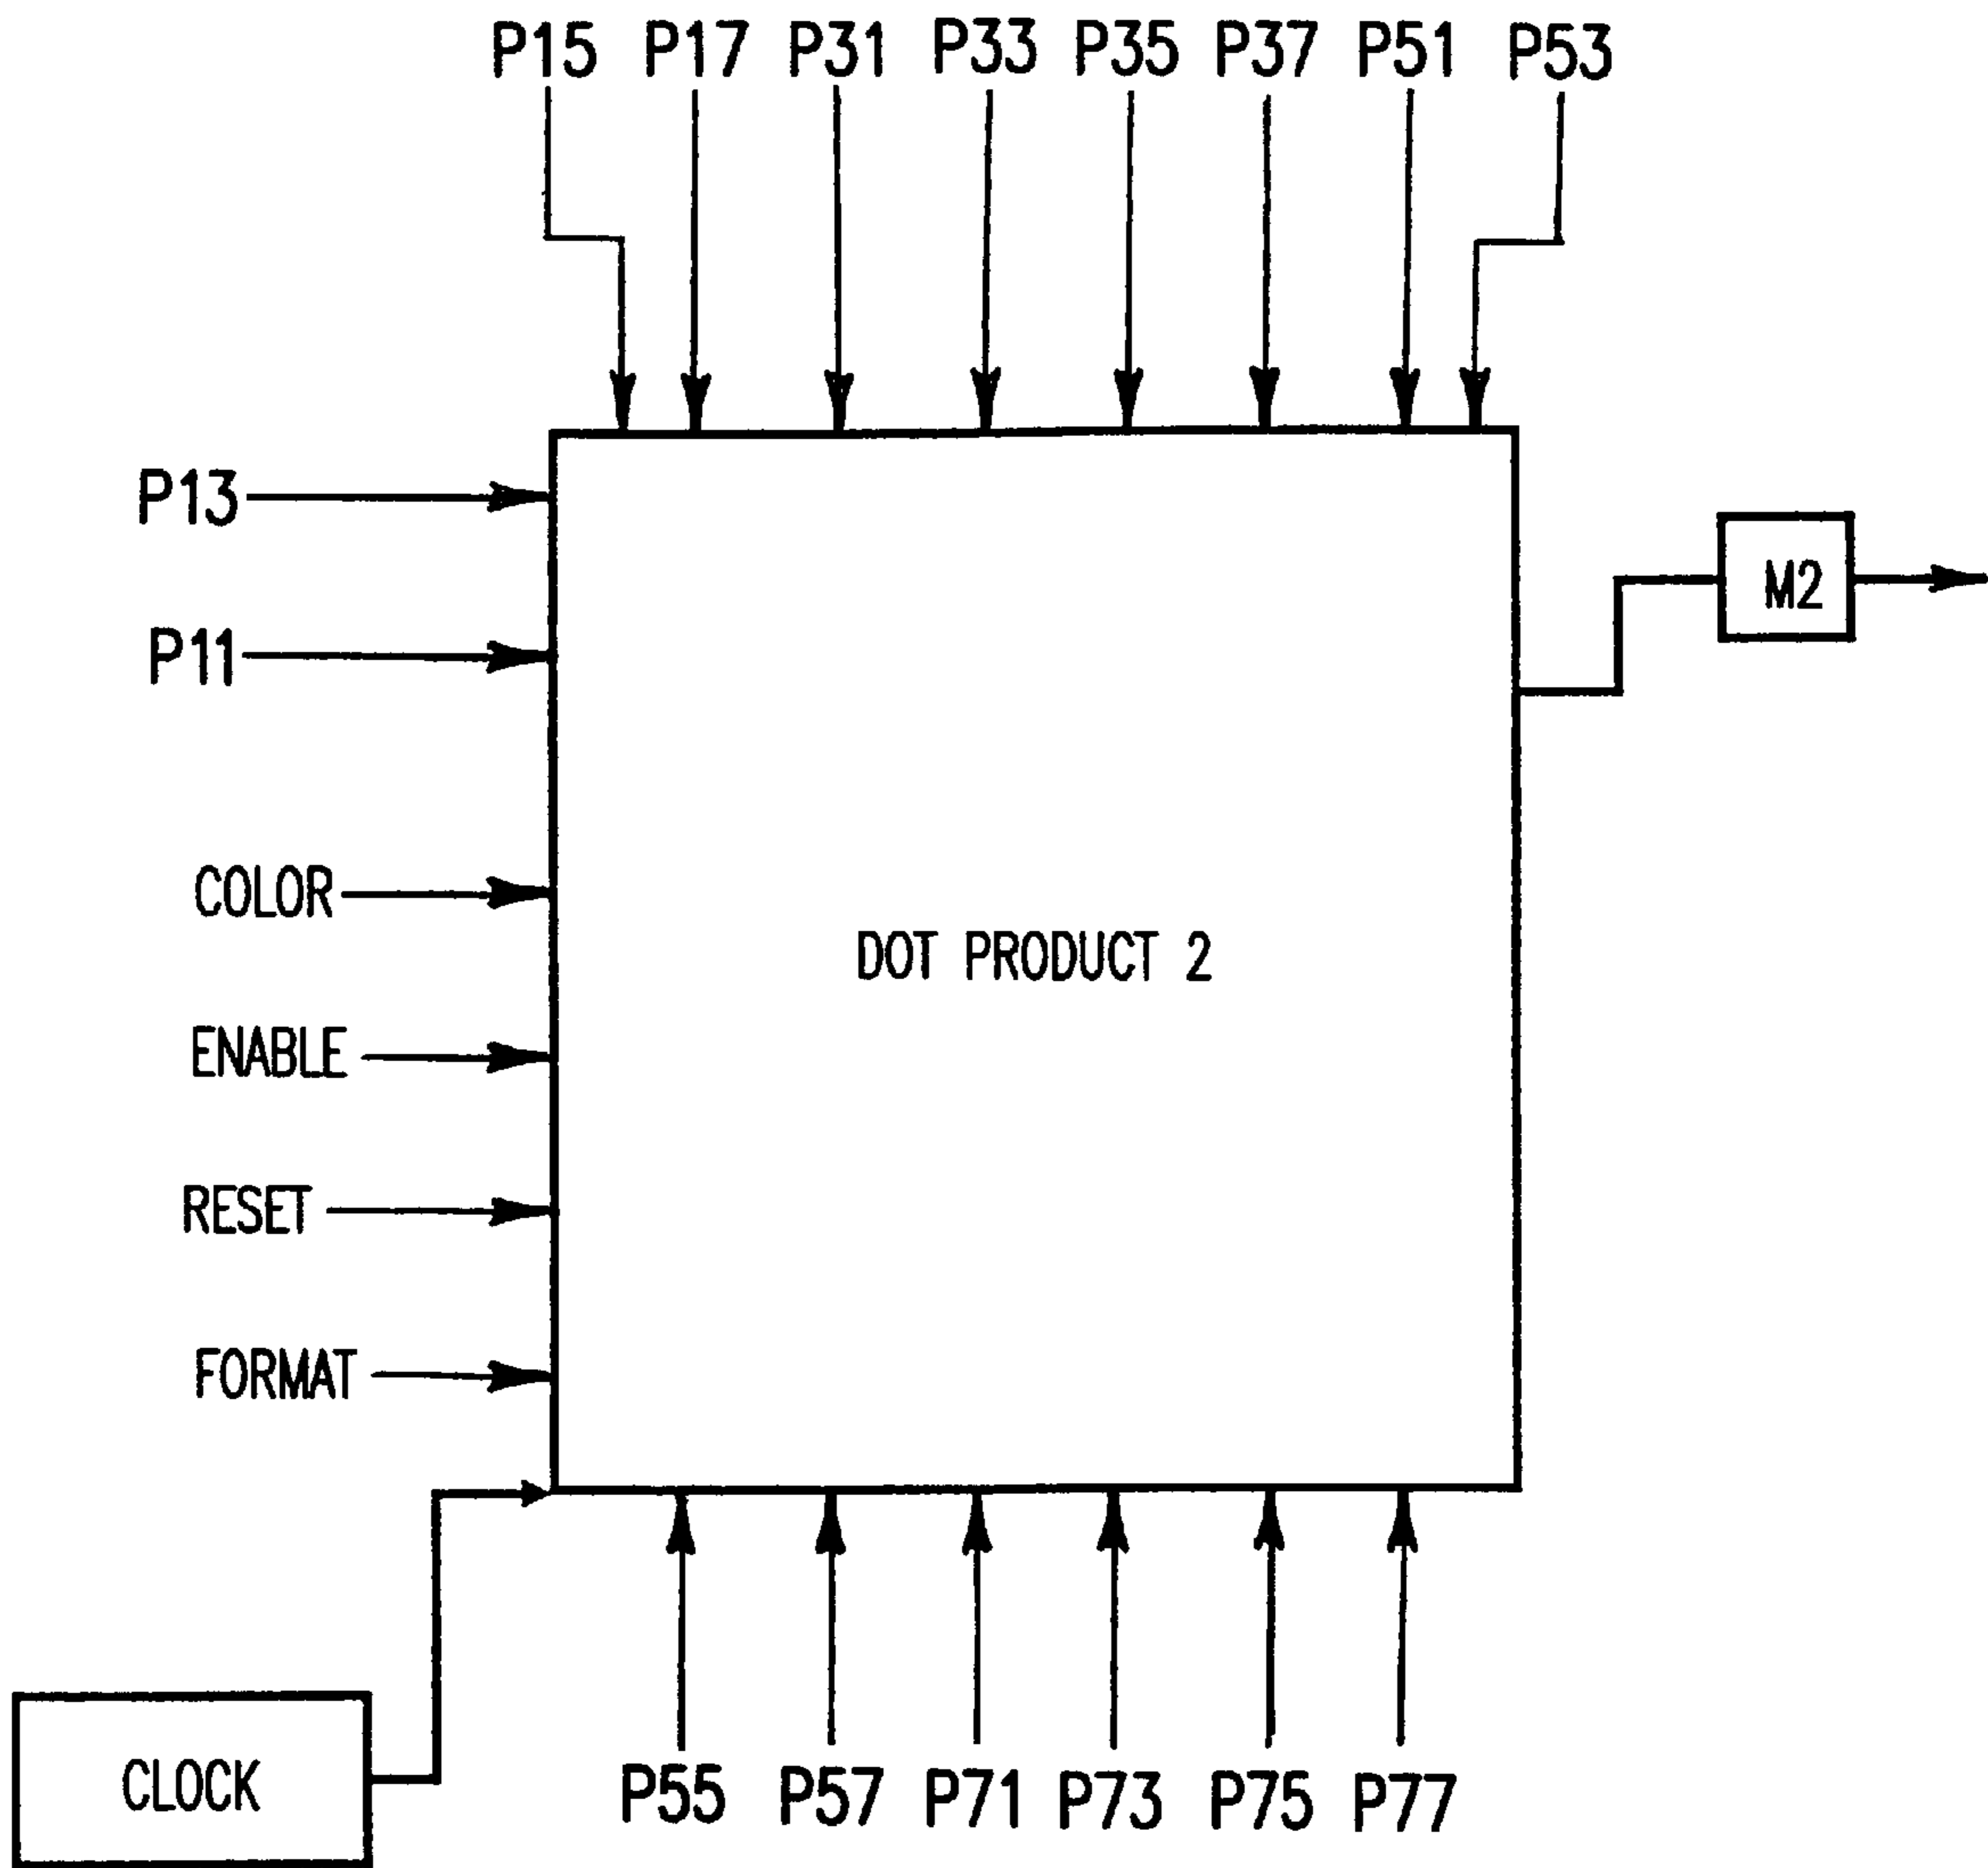 P15 P17 P31 P33 P35 P37 P51 P53
P13
M2
P11
COLOR
DOT PRODUCT 2
ENABLE
RESET
FORMAT
CLOCK
P55 P57 P71 P73 P75 P77